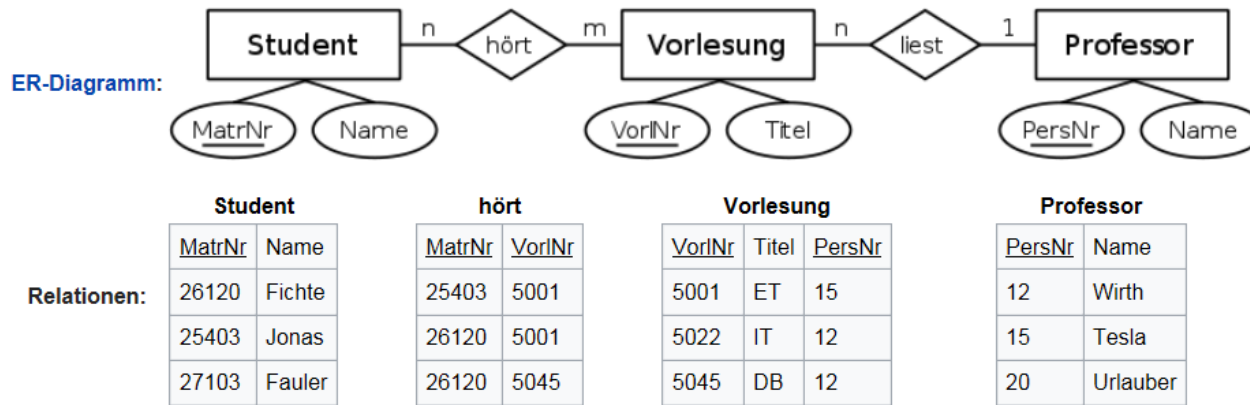 Student n hört m Vorlesung n liest 1 Professor
ER-Diagramm:
MatrNr Name VorlNr Titel PersNr Name
Student hört Vorlesung Professor
MatrNr Name MatrNr VorlNr VorlNr Titel PersNr PersNr Name
Relationen:
26120 Fichte 25403 5001 5001 ET 15 12 Wirth
25403 Jonas 26120 5001 5022 IT 12 15 Tesla
27103 Fauler 26120 5045 5045 DB 12 20 Urlauber